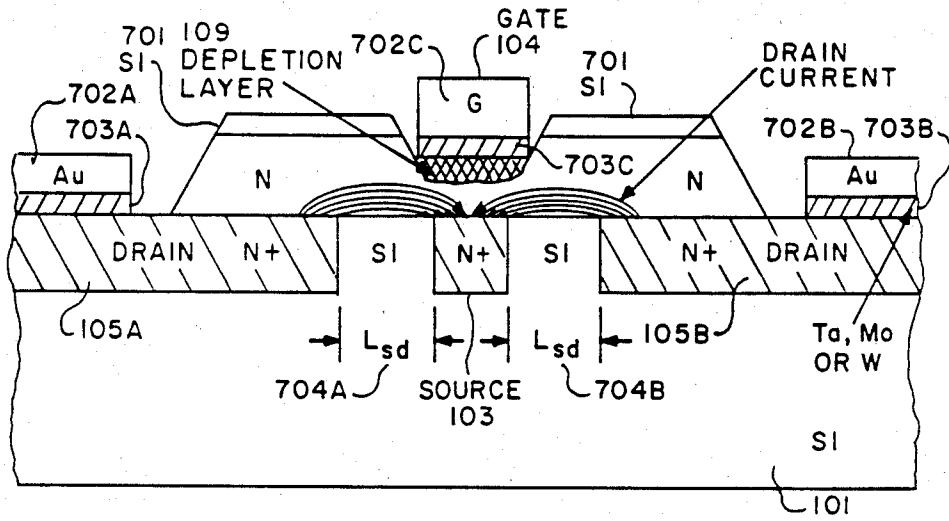 GATE
104
701
SI
109
DEPLETION
LAYER
702C
701
SI
DRAIN
CURRENT
702A
703A
G
703C
702B
703B
Au
N
N
Au
DRAIN N+
SI
N+
SI
N+ DRAIN
105A
Lsd
Lsd
105B
Ta, Mo
OR W
704A
SOURCE
103
704B
SI
101